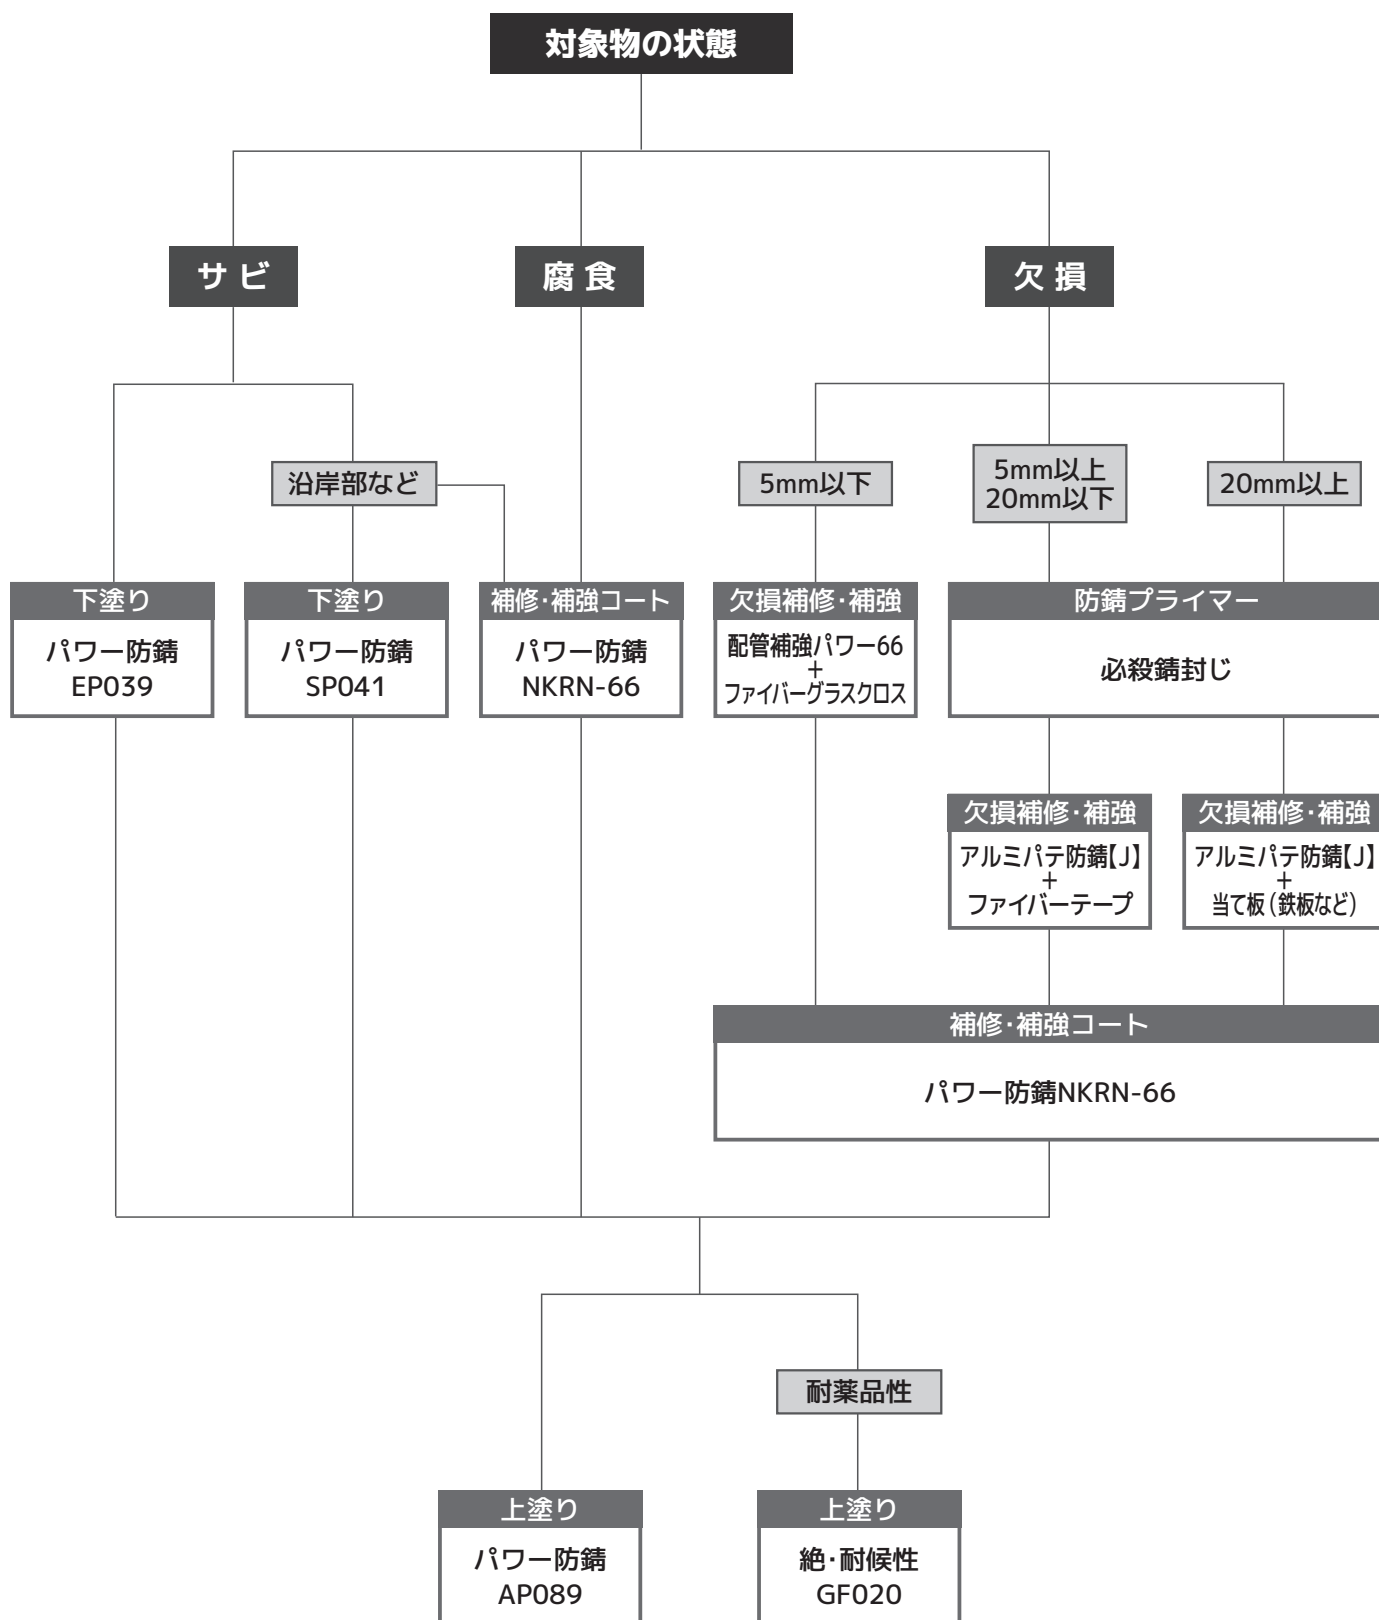 対象物の状態
サビ
腐食
欠損
沿岸部など
5mm以下
5mm以上
20mm以下
20mm以上
下塗り
パワー防錆
EP039
下塗り
パワー防錆
SP041
補修・補強コート
パワー防錆
NKRN-66
欠損補修・補強
配管補強パワー66
+
ファイバーグラスクロス
防錆プライマー
必殺錆封じ
欠損補修・補強
アルミパテ防錆【J】
+
ファイバーテープ
欠損補修・補強
アルミパテ防錆【J】
+
当て板(鉄板など)
補修・補強コート
パワー防錆NKRN-66
耐薬品性
上塗り
パワー防錆
AP089
上塗り
絶・耐候性
GF020